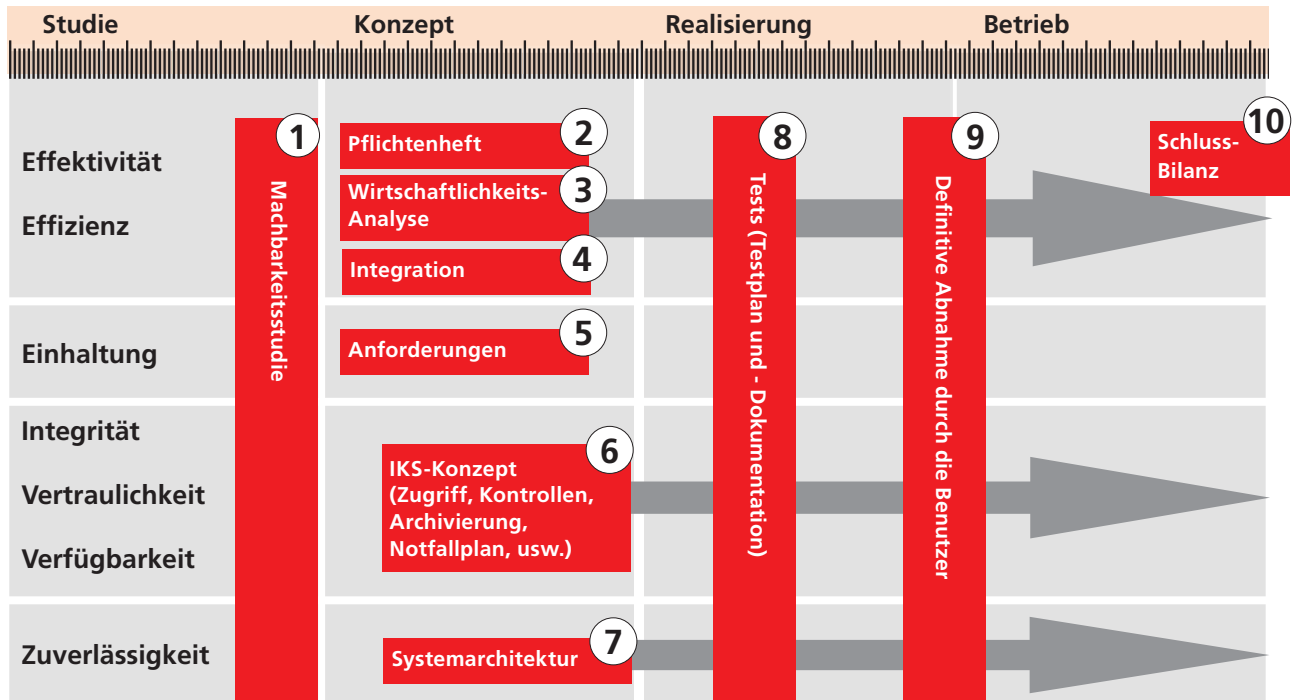 Studie
Konzept
Realisierung
Betrieb
Effektivität
Effizienz
1
Machbarkeitsstudie
2
Pflichtenheft
3
Wirtschaftlichkeits-
Analyse
4
Integration
8
Tests (Testplan und - Dokumentation)
9
Definitive Abnahme durch die Benutzer
10
Schluss-
Bilanz
Einhaltung
5
Anforderungen
Integrität
Vertraulichkeit
Verfügbarkeit
6
IKS-Konzept
(Zugriff, Kontrollen,
Archivierung,
Notfallplan, usw.)
Zuverlässigkeit
7
Systemarchitektur